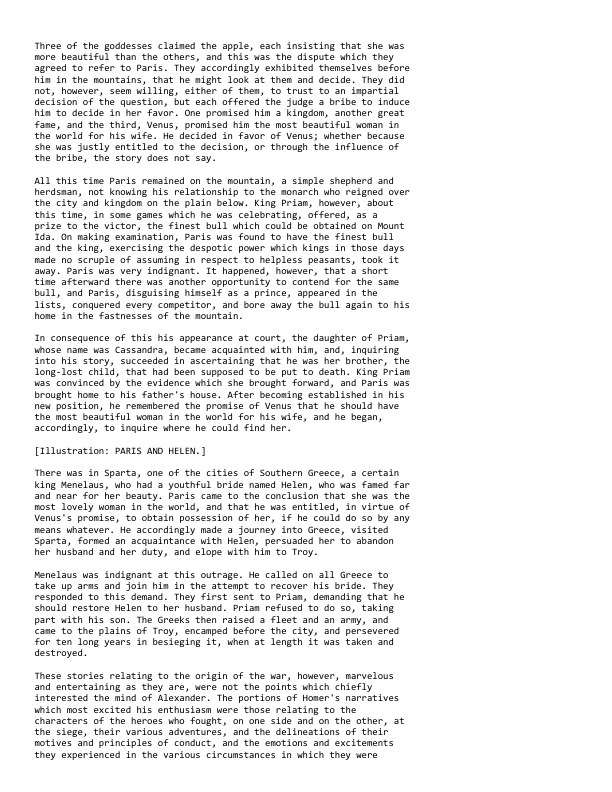 Three of the goddesses claimed the apple, each insisting that she was
more beautiful than the others, and this was the dispute which they
agreed to refer to Paris. They accordingly exhibited themselves before
him in the mountains, that he might look at them and decide. They did
not, however, seem willing, either of them, to trust to an impartial
decision of the question, but each offered the judge a bribe to induce
him to decide in her favor. One promised him a kingdom, another great
fame, and the third, Venus, promised him the most beautiful woman in
the world for his wife. He decided in favor of Venus; whether because
she was justly entitled to the decision, or through the influence of
the bribe, the story does not say.

All this time Paris remained on the mountain, a simple shepherd and
herdsman, not knowing his relationship to the monarch who reigned over
the city and kingdom on the plain below. King Priam, however, about
this time, in some games which he was celebrating, offered, as a
prize to the victor, the finest bull which could be obtained on Mount
Ida. On making examination, Paris was found to have the finest bull
and the king, exercising the despotic power which kings in those days
made no scruple of assuming in respect to helpless peasants, took it
away. Paris was very indignant. It happened, however, that a short
time afterward there was another opportunity to contend for the same
bull, and Paris, disguising himself as a prince, appeared in the
lists, conquered every competitor, and bore away the bull again to his
home in the fastnesses of the mountain.

In consequence of this his appearance at court, the daughter of Priam,
whose name was Cassandra, became acquainted with him, and, inquiring
into his story, succeeded in ascertaining that he was her brother, the
long-lost child, that had been supposed to be put to death. King Priam
was convinced by the evidence which she brought forward, and Paris was
brought home to his father's house. After becoming established in his
new position, he remembered the promise of Venus that he should have
the most beautiful woman in the world for his wife, and he began,
accordingly, to inquire where he could find her.

[Illustration: PARIS AND HELEN.]

There was in Sparta, one of the cities of Southern Greece, a certain
king Menelaus, who had a youthful bride named Helen, who was famed far
and near for her beauty. Paris came to the conclusion that she was the
most lovely woman in the world, and that he was entitled, in virtue of
Venus's promise, to obtain possession of her, if he could do so by any
means whatever. He accordingly made a journey into Greece, visited
Sparta, formed an acquaintance with Helen, persuaded her to abandon
her husband and her duty, and elope with him to Troy.

Menelaus was indignant at this outrage. He called on all Greece to
take up arms and join him in the attempt to recover his bride. They
responded to this demand. They first sent to Priam, demanding that he
should restore Helen to her husband. Priam refused to do so, taking
part with his son. The Greeks then raised a fleet and an army, and
came to the plains of Troy, encamped before the city, and persevered
for ten long years in besieging it, when at length it was taken and
destroyed.

These stories relating to the origin of the war, however, marvelous
and entertaining as they are, were not the points which chiefly
interested the mind of Alexander. The portions of Homer's narratives
which most excited his enthusiasm were those relating to the
characters of the heroes who fought, on one side and on the other, at
the siege, their various adventures, and the delineations of their
motives and principles of conduct, and the emotions and excitements
they experienced in the various circumstances in which they were